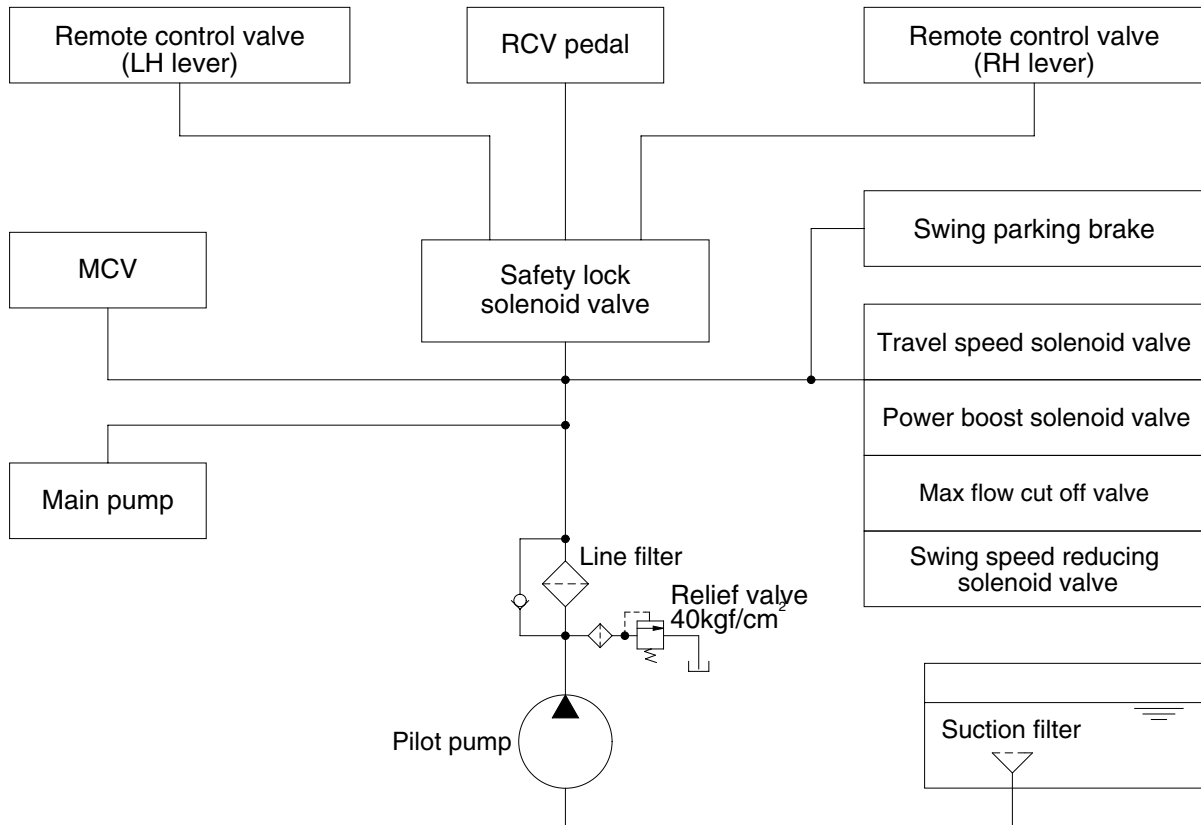 Remote control valve
(LH lever)
RCV pedal
Remote control valve
(RH lever)
Swing parking brake
MCV
Safety lock
solenoid valve
Travel speed solenoid valve
Power boost solenoid valve
Main pump
Max flow cut off valve
Line filter
Swing speed reducing
solenoid valve
Relief valve
40kgf/cm²
Suction filter
Pilot pump